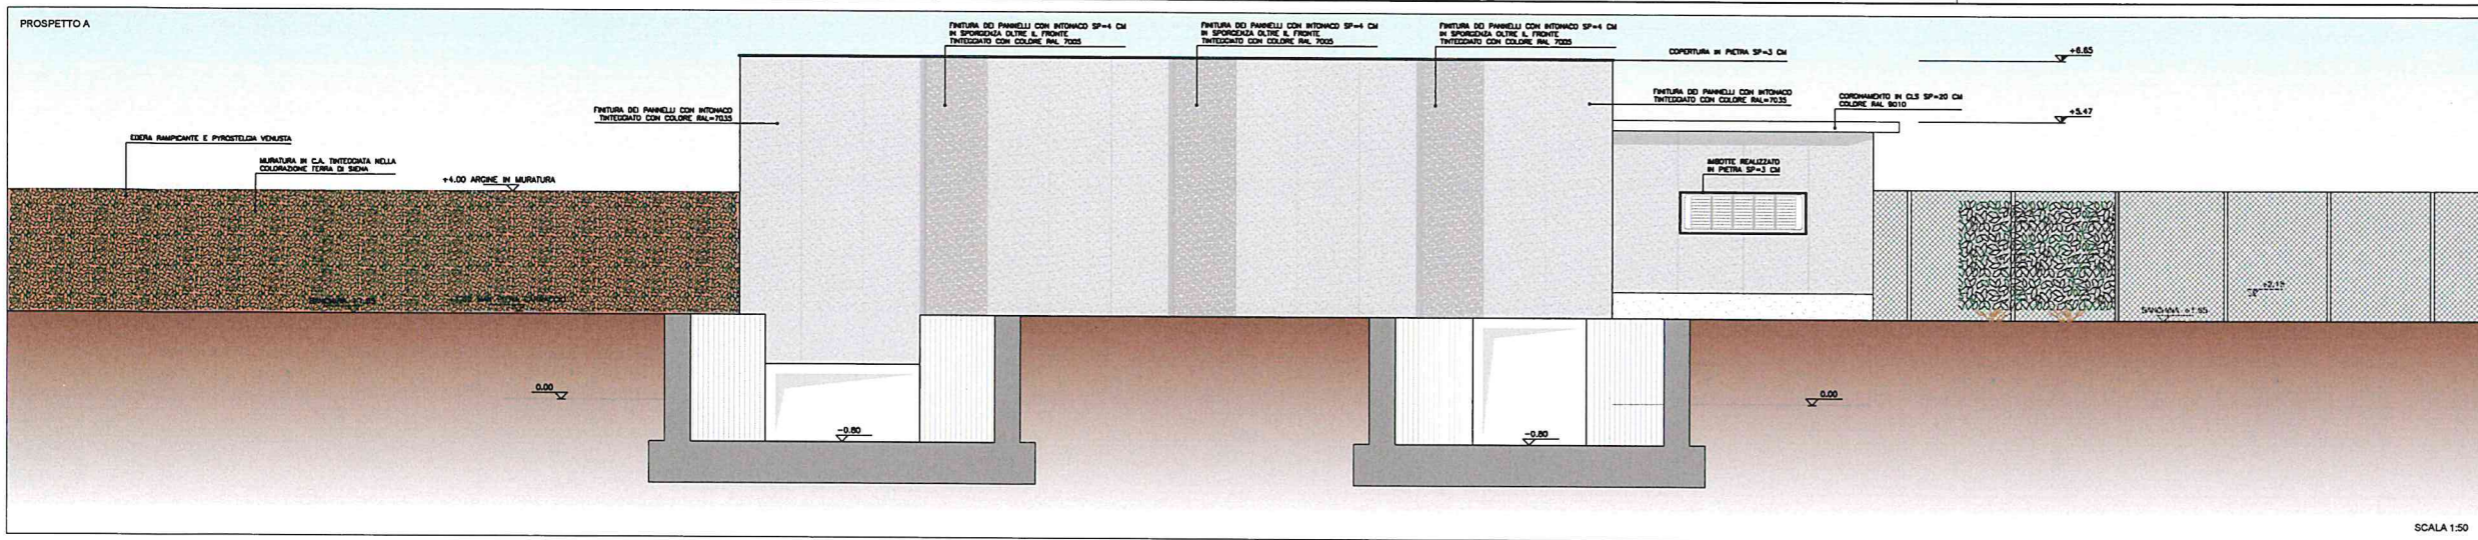 PROSPETTO A
FINITURA DEI PANNELLI CON INTONACO SP=4 CM
IN SPORGENZA OLTRE IL FRONTE
TINTEGGIATO CON COLORE RAL 7005
FINITURA DEI PANNELLI CON INTONACO SP=4 CM
IN SPORGENZA OLTRE IL FRONTE
TINTEGGIATO CON COLORE RAL 7005
FINITURA DEI PANNELLI CON INTONACO SP=4 CM
IN SPORGENZA OLTRE IL FRONTE
TINTEGGIATO CON COLORE RAL 7005
COPERTURA IN PIETRA SP=3 CM
+6.65
FINITURA DEI PANNELLI CON INTONACO
TINTEGGIATO CON COLORE RAL=7035
FINITURA DEI PANNELLI CON INTONACO
TINTEGGIATO CON COLORE RAL=7035
CORONAMENTO IN CLS SP=20 CM
COLORE RAL 9010
+5.47
EDERA RAMPICANTE E PYROSTEGIA VENUSTA
MURATURA IN C.A. TINTEGGIATA NELLA
COLORAZIONE TERRA DI SIENA
+4.00 ARGINE IN MURATURA
IMBOTTE REALIZZATO
IN PIETRA SP=3 CM
+2.15
BANCHINA +1.65
0.00
0.00
-0.80
-0.80
SCALA 1:50